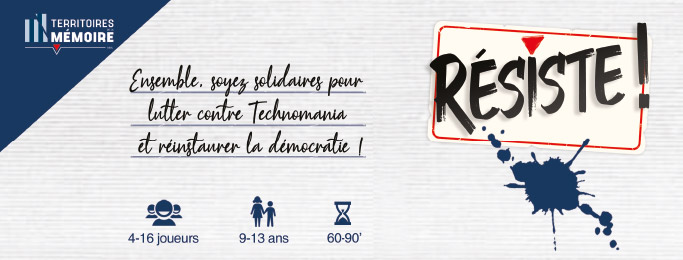 TERRITOIRES
MÉMOIRE
Ensemble, soyez solidaires pour
lutter contre Technomania
et réinstaurer la démocratie !
RÉSISTE !
4-16 joueurs
9-13 ans
60-90'